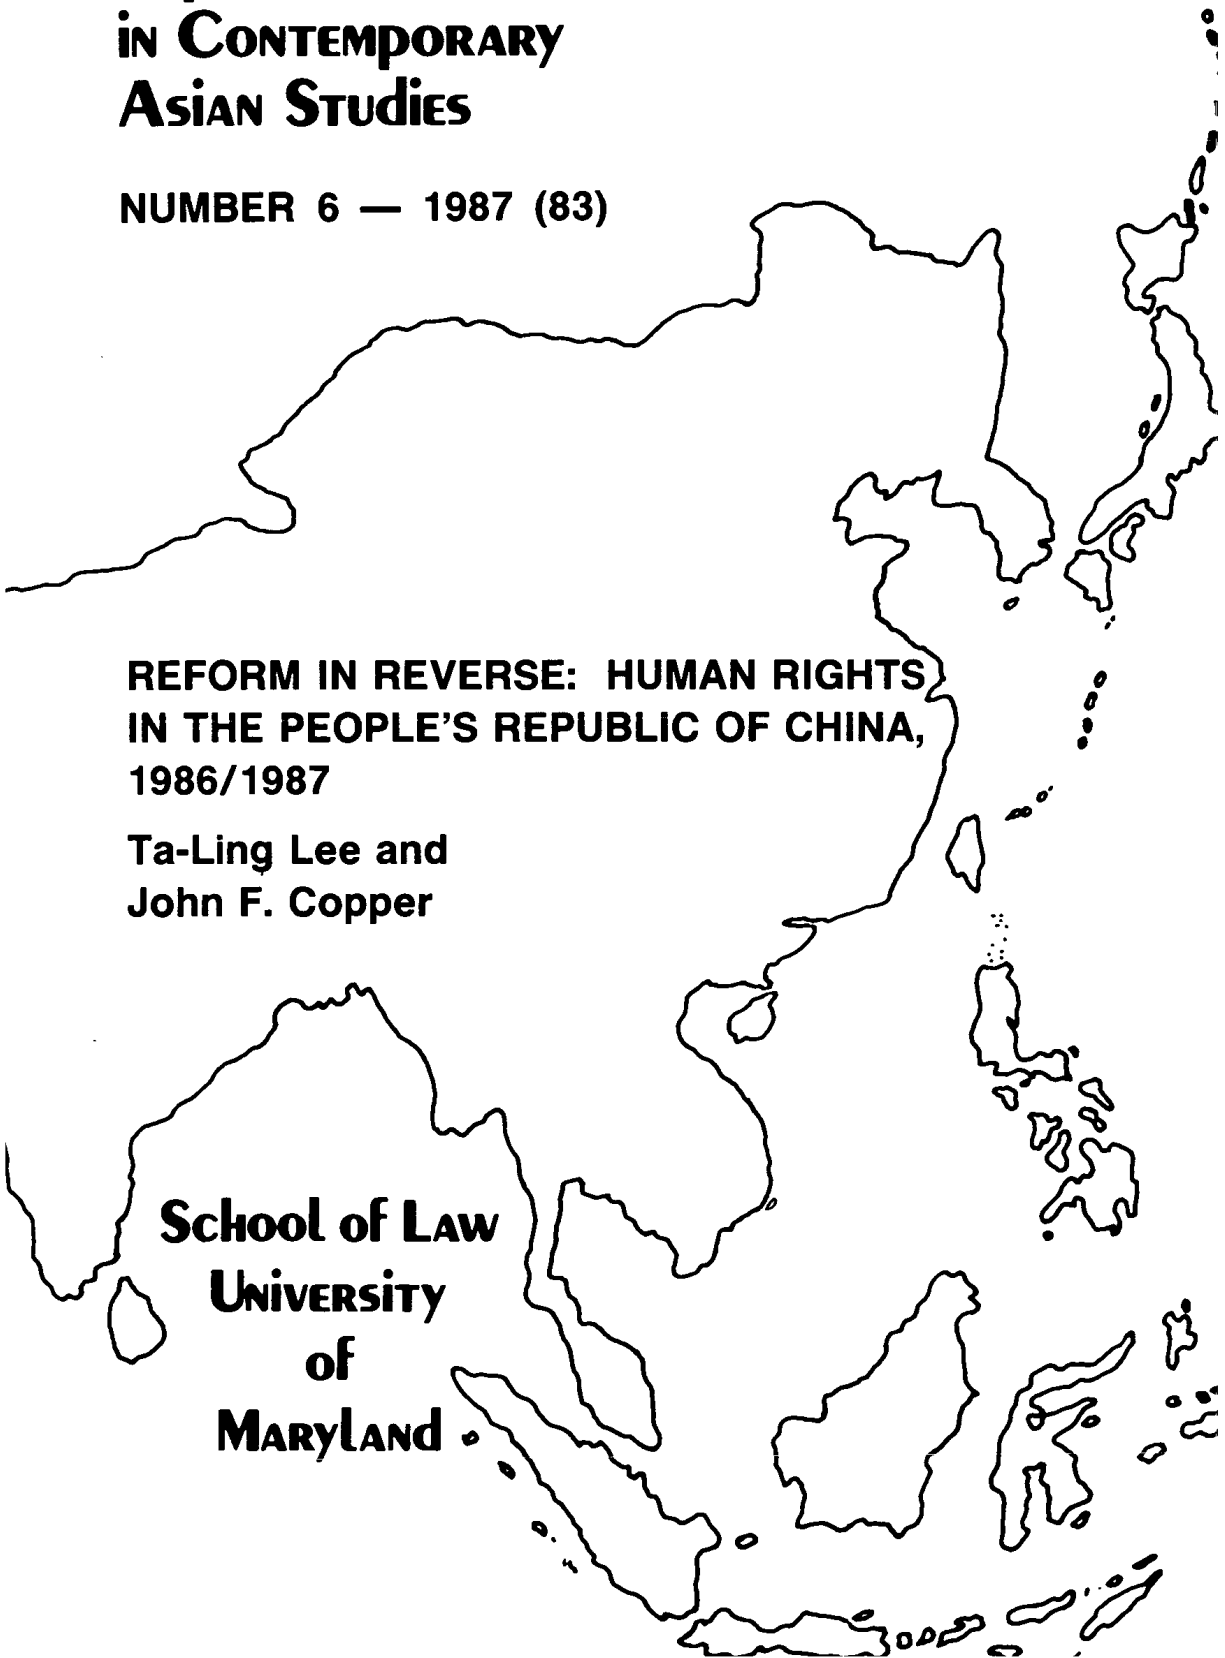 in Contemporary
Asian Studies
NUMBER 6 — 1987 (83)
REFORM IN REVERSE: HUMAN RIGHTS
IN THE PEOPLE'S REPUBLIC OF CHINA,
1986/1987
Ta-Ling Lee and
John F. Copper
School of Law
University
of
Maryland